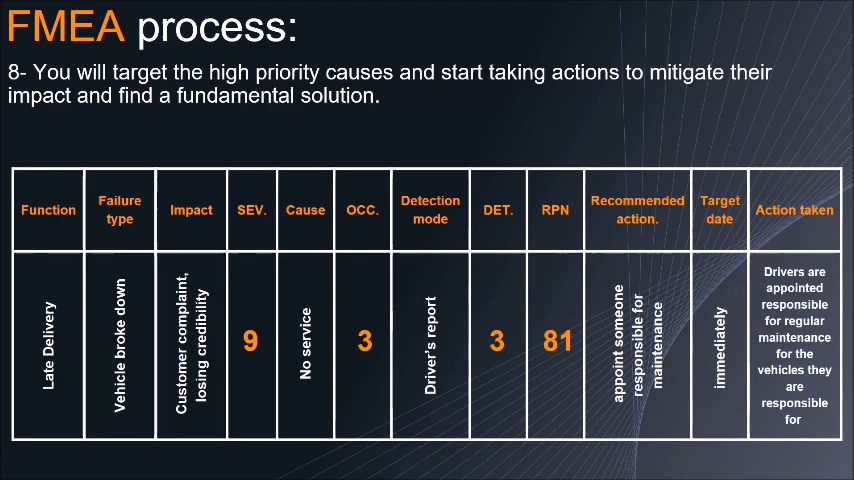 FMEA process:
8- You will target the high priority causes and start taking actions to mitigate their
impact and find a fundamental solution.
Function
Failure
type
Impact
SEV.
Cause
OCC.
Detection
mode
DET.
RPN
Recommended
action.
Target
date
Action taken
Late Delivery
Vehicle broke down
Customer complaint,
losing credibility
9
No service
3
Driver's report
3
81
appoint someone
responsible for
maintenance
immediately
Drivers are
appointed
responsible
for regular
maintenance
for the
vehicles they
are
responsible
for